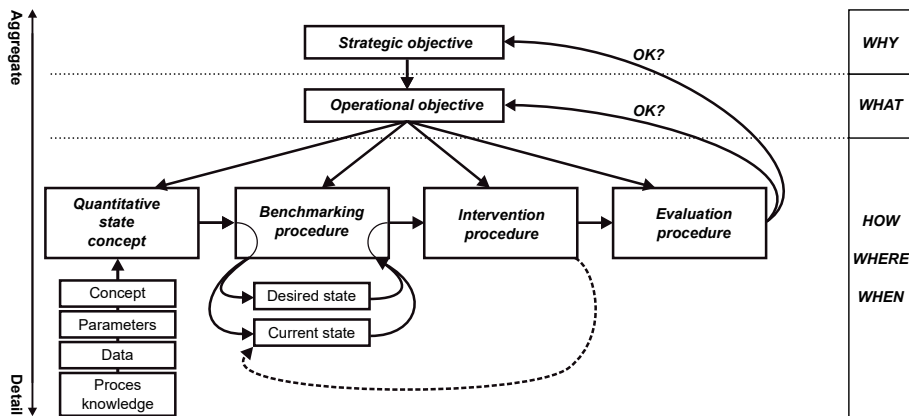 Aggregate
Detail
Strategic objective
OK?
WHY
Operational objective
OK?
WHAT
Quantitative
state
concept
Benchmarking
procedure
Intervention
procedure
Evaluation
procedure
HOW
WHERE
WHEN
Concept
Parameters
Data
Proces
knowledge
Desired state
Current state